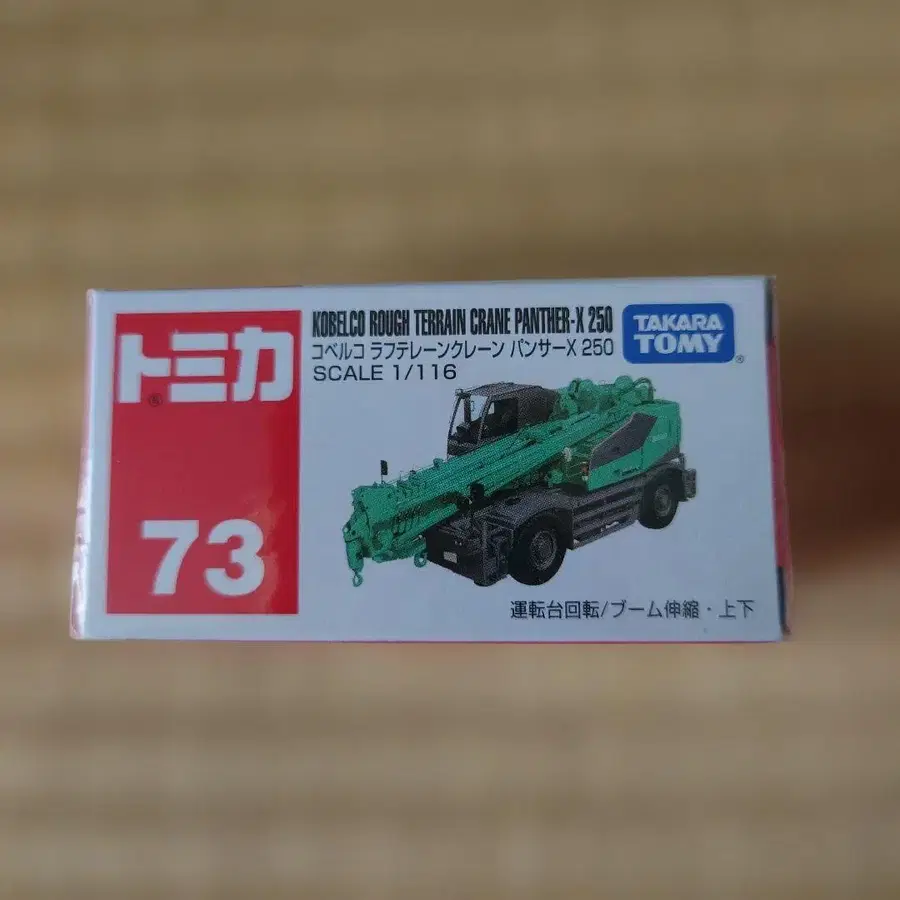 トミカ®
73
KOBELCO ROUGH TERRAIN CRANE PANTHER-X 250
コベルコ ラフテレーンクレーン パンサーX 250
SCALE 1/116
TAKARA
TOMY®
運転台回転/ブーム伸縮・上下